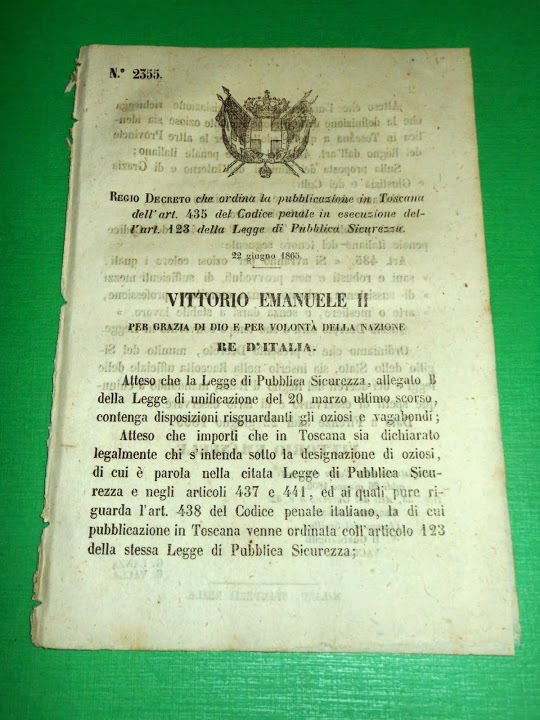 N.° 2355.
REGIO DECRETO che ordina la pubblicazione in Toscana
dell'art. 435 del Codice penale in esecuzione del-
l'art. 123 della Legge di Pubblica Sicurezza.
22 giugno 1865.
VITTORIO EMANUELE II
PER GRAZIA DI DIO E PER VOLONTÀ DELLA NAZIONE
RE D'ITALIA.
Atteso che la Legge di Pubblica Sicurezza, allegato B
della Legge di unificazione del 20 marzo ultimo scorso,
contenga disposizioni risguardanti gli oziosi e vagabondi;
Atteso che importi che in Toscana sia dichiarato
legalmente chi s'intenda sotto la designazione di oziosi,
di cui è parola nella citata Legge di Pubblica Sicu-
rezza e negli articoli 437 e 441, ed ai quali pure ri-
guarda l'art. 438 del Codice penale italiano, la di cui
pubblicazione in Toscana venne ordinata coll'articolo 123
della stessa Legge di Pubblica Sicurezza;